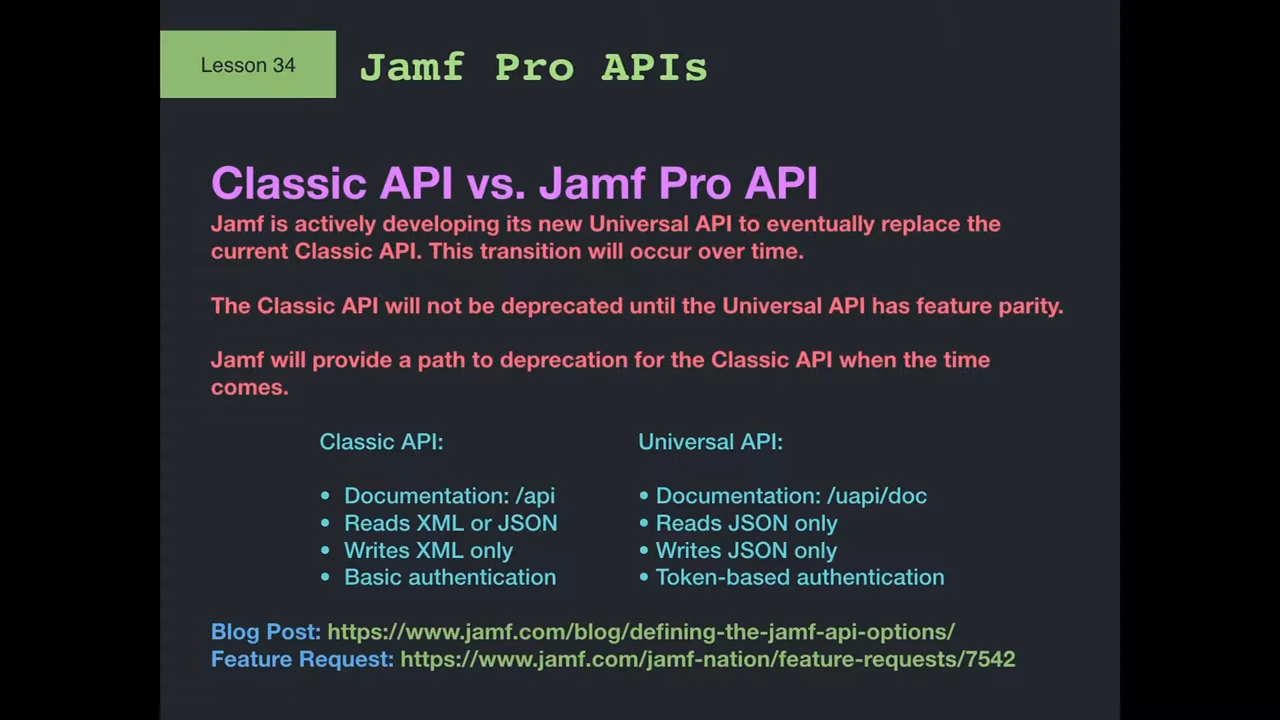 Lesson 34
Jamf Pro APIs
Classic API vs. Jamf Pro API
Jamf is actively developing its new Universal API to eventually replace the
current Classic API. This transition will occur over time.
The Classic API will not be deprecated until the Universal API has feature parity.
Jamf will provide a path to deprecation for the Classic API when the time
comes.
Classic API:
• Documentation: /api
• Reads XML or JSON
• Writes XML only
• Basic authentication
Universal API:
• Documentation: /uapi/doc
• Reads JSON only
• Writes JSON only
• Token-based authentication
Blog Post: https://www.jamf.com/blog/defining-the-jamf-api-options/
Feature Request: https://www.jamf.com/jamf-nation/feature-requests/7542